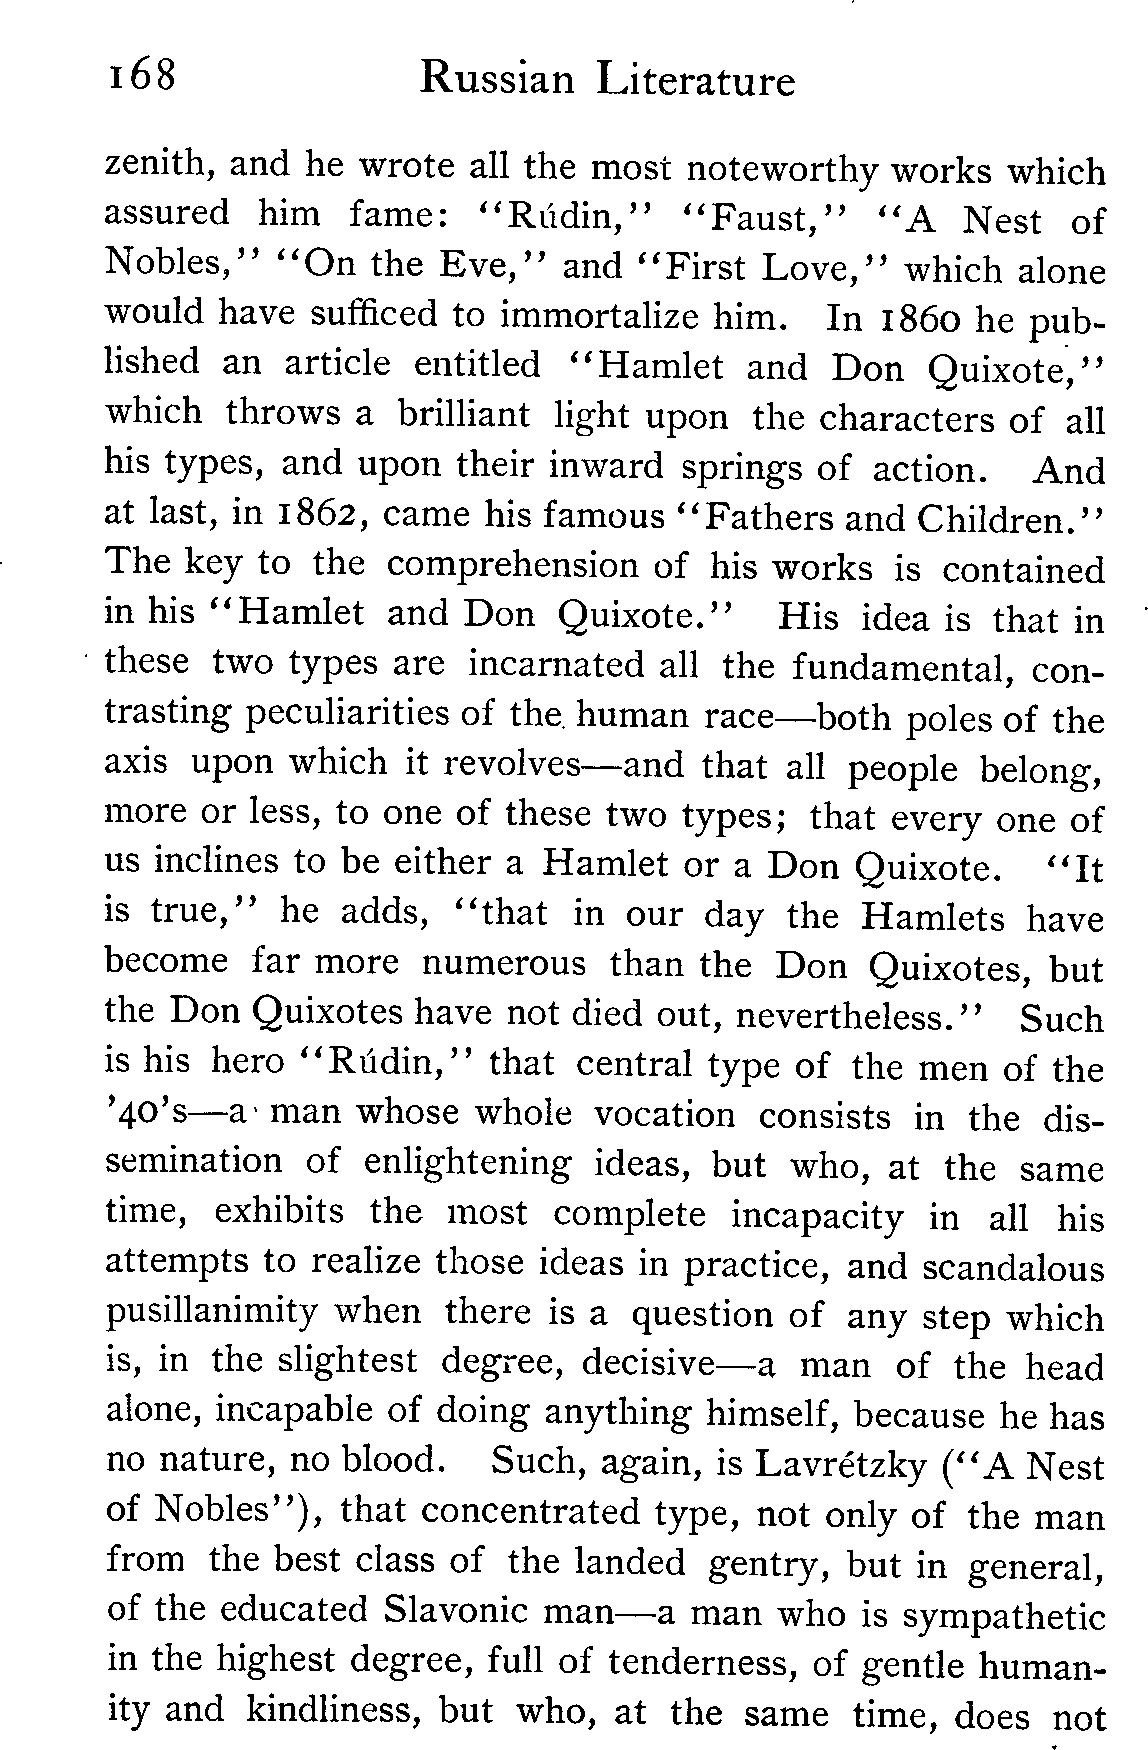 168 Russian Literature
zenith, and he wrote all the most noteworthy works which
assured him fame: "Rúdin," "Faust," "A Nest of
Nobles," "On the Eve," and "First Love," which alone
would have sufficed to immortalize him. In 1860 he pub-
lished an article entitled "Hamlet and Don Quixote,"
which throws a brilliant light upon the characters of all
his types, and upon their inward springs of action. And
at last, in 1862, came his famous "Fathers and Children."
The key to the comprehension of his works is contained
in his "Hamlet and Don Quixote." His idea is that in
these two types are incarnated all the fundamental, con-
trasting peculiarities of the human race—both poles of the
axis upon which it revolves—and that all people belong,
more or less, to one of these two types; that every one of
us inclines to be either a Hamlet or a Don Quixote. "It
is true," he adds, "that in our day the Hamlets have
become far more numerous than the Don Quixotes, but
the Don Quixotes have not died out, nevertheless." Such
is his hero "Rúdin," that central type of the men of the
'40's—a man whose whole vocation consists in the dis-
semination of enlightening ideas, but who, at the same
time, exhibits the most complete incapacity in all his
attempts to realize those ideas in practice, and scandalous
pusillanimity when there is a question of any step which
is, in the slightest degree, decisive—a man of the head
alone, incapable of doing anything himself, because he has
no nature, no blood. Such, again, is Lavrétzky ("A Nest
of Nobles"), that concentrated type, not only of the man
from the best class of the landed gentry, but in general,
of the educated Slavonic man—a man who is sympathetic
in the highest degree, full of tenderness, of gentle human-
ity and kindliness, but who, at the same time, does not